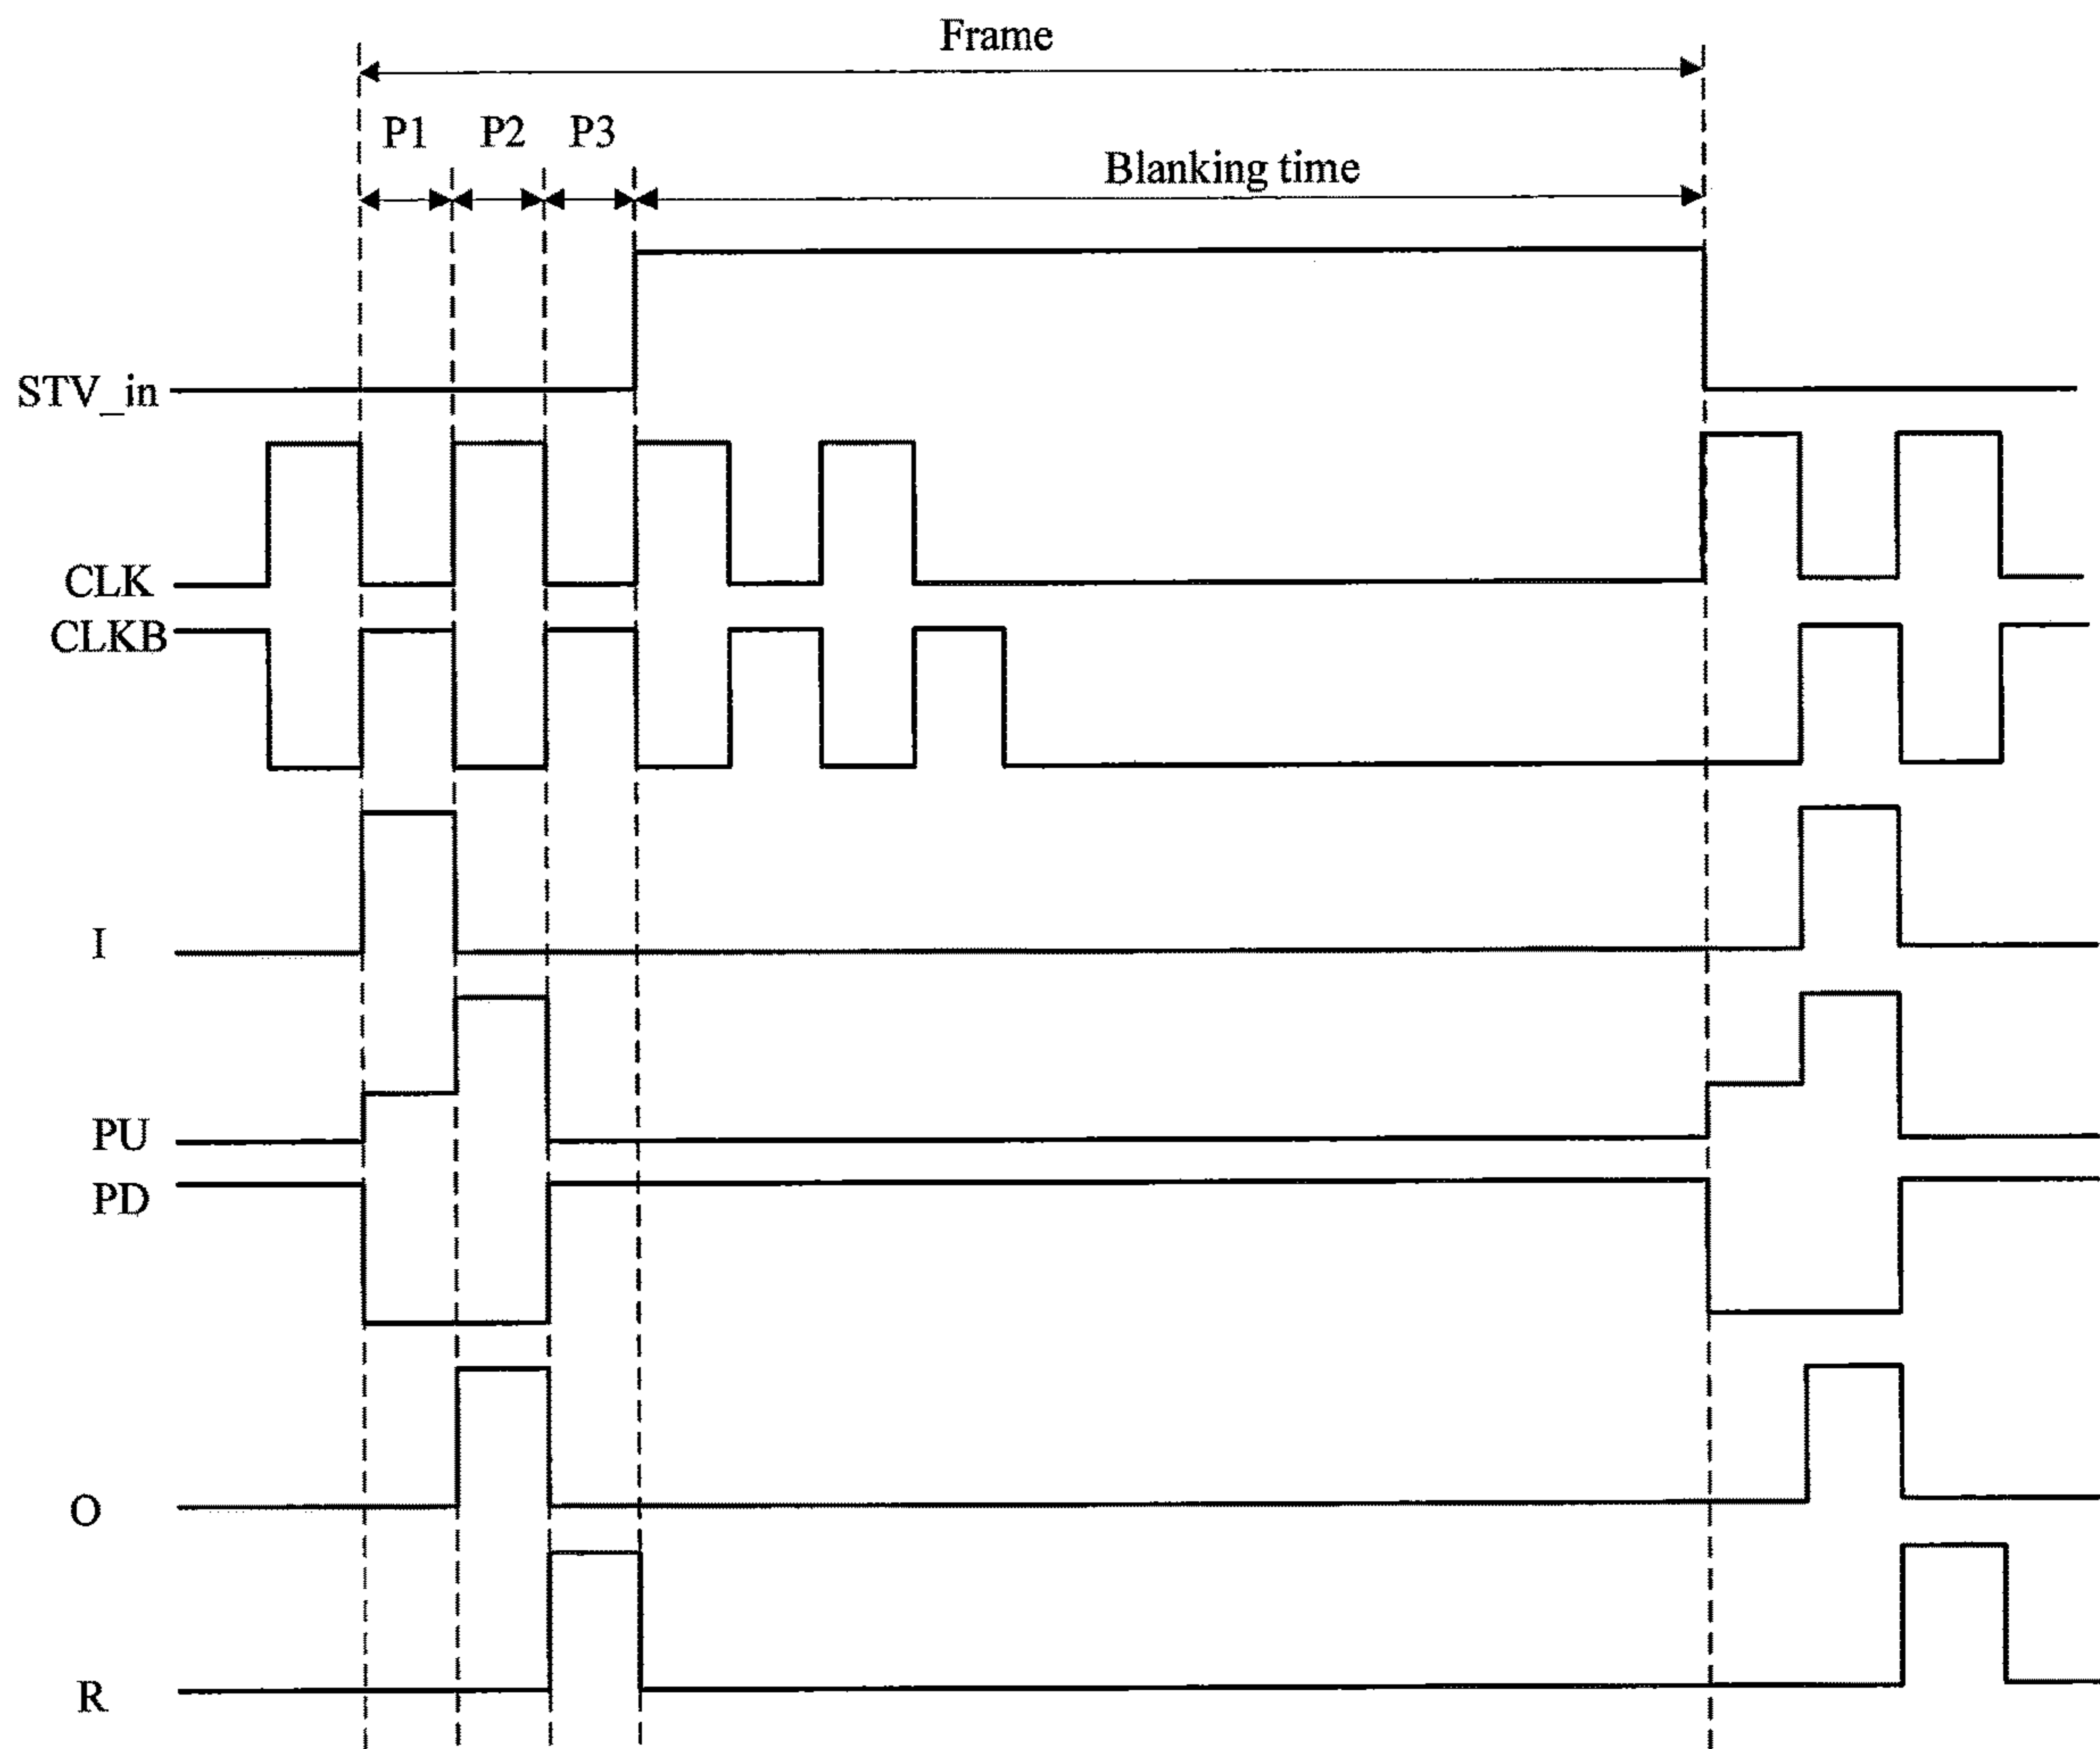 Frame
P1 P2 P3
Blanking time
STV_in
CLK
CLKB
I
PU
PD
O
R